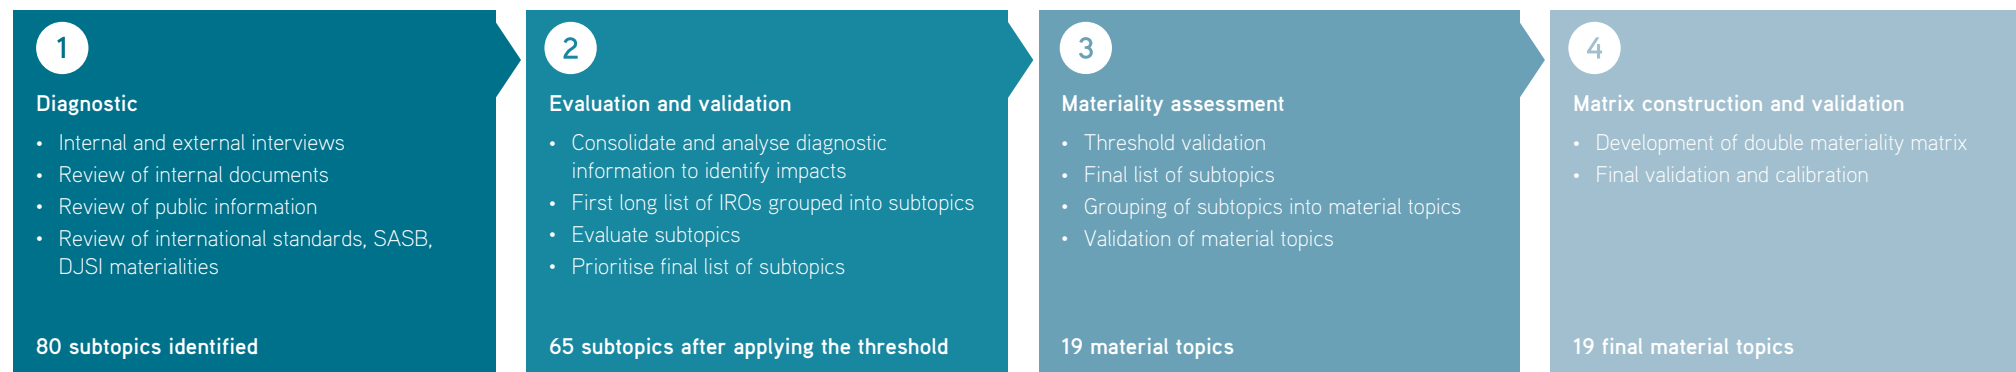 1
Diagnostic
• Internal and external interviews
• Review of internal documents
• Review of public information
• Review of international standards, SASB,
DJSI materialities
80 subtopics identified
2
Evaluation and validation
• Consolidate and analyse diagnostic
information to identify impacts
• First long list of IROs grouped into subtopics
• Evaluate subtopics
• Prioritise final list of subtopics
65 subtopics after applying the threshold
3
Materiality assessment
• Threshold validation
• Final list of subtopics
• Grouping of subtopics into material topics
• Validation of material topics
19 material topics
4
Matrix construction and validation
• Development of double materiality matrix
• Final validation and calibration
19 final material topics